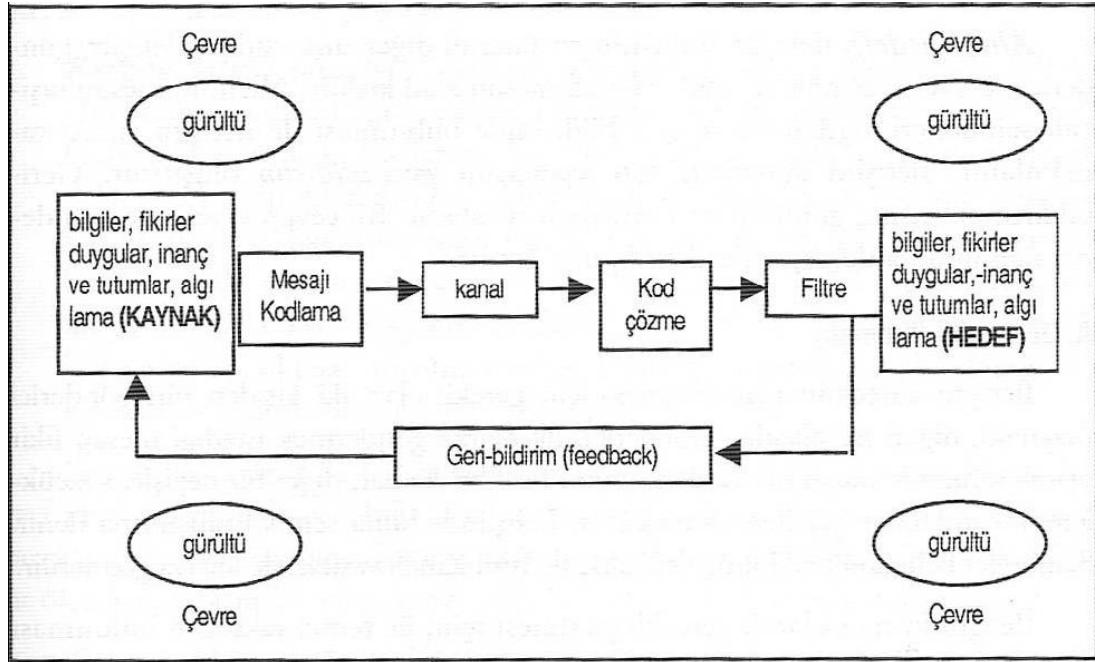 Çevre
Çevre
gürültü
gürültü
bilgiler, fikirler
duygular, inanç
ve tutumlar, algı
lama (KAYNAK)
Mesajı
Kodlama
kanal
Kod
çözme
Filtre
bilgiler, fikirler
duygular,-inanç
ve tutumlar, algı
lama (HEDEF)
Geri-bildirim (feedback)
gürültü
gürültü
Çevre
Çevre